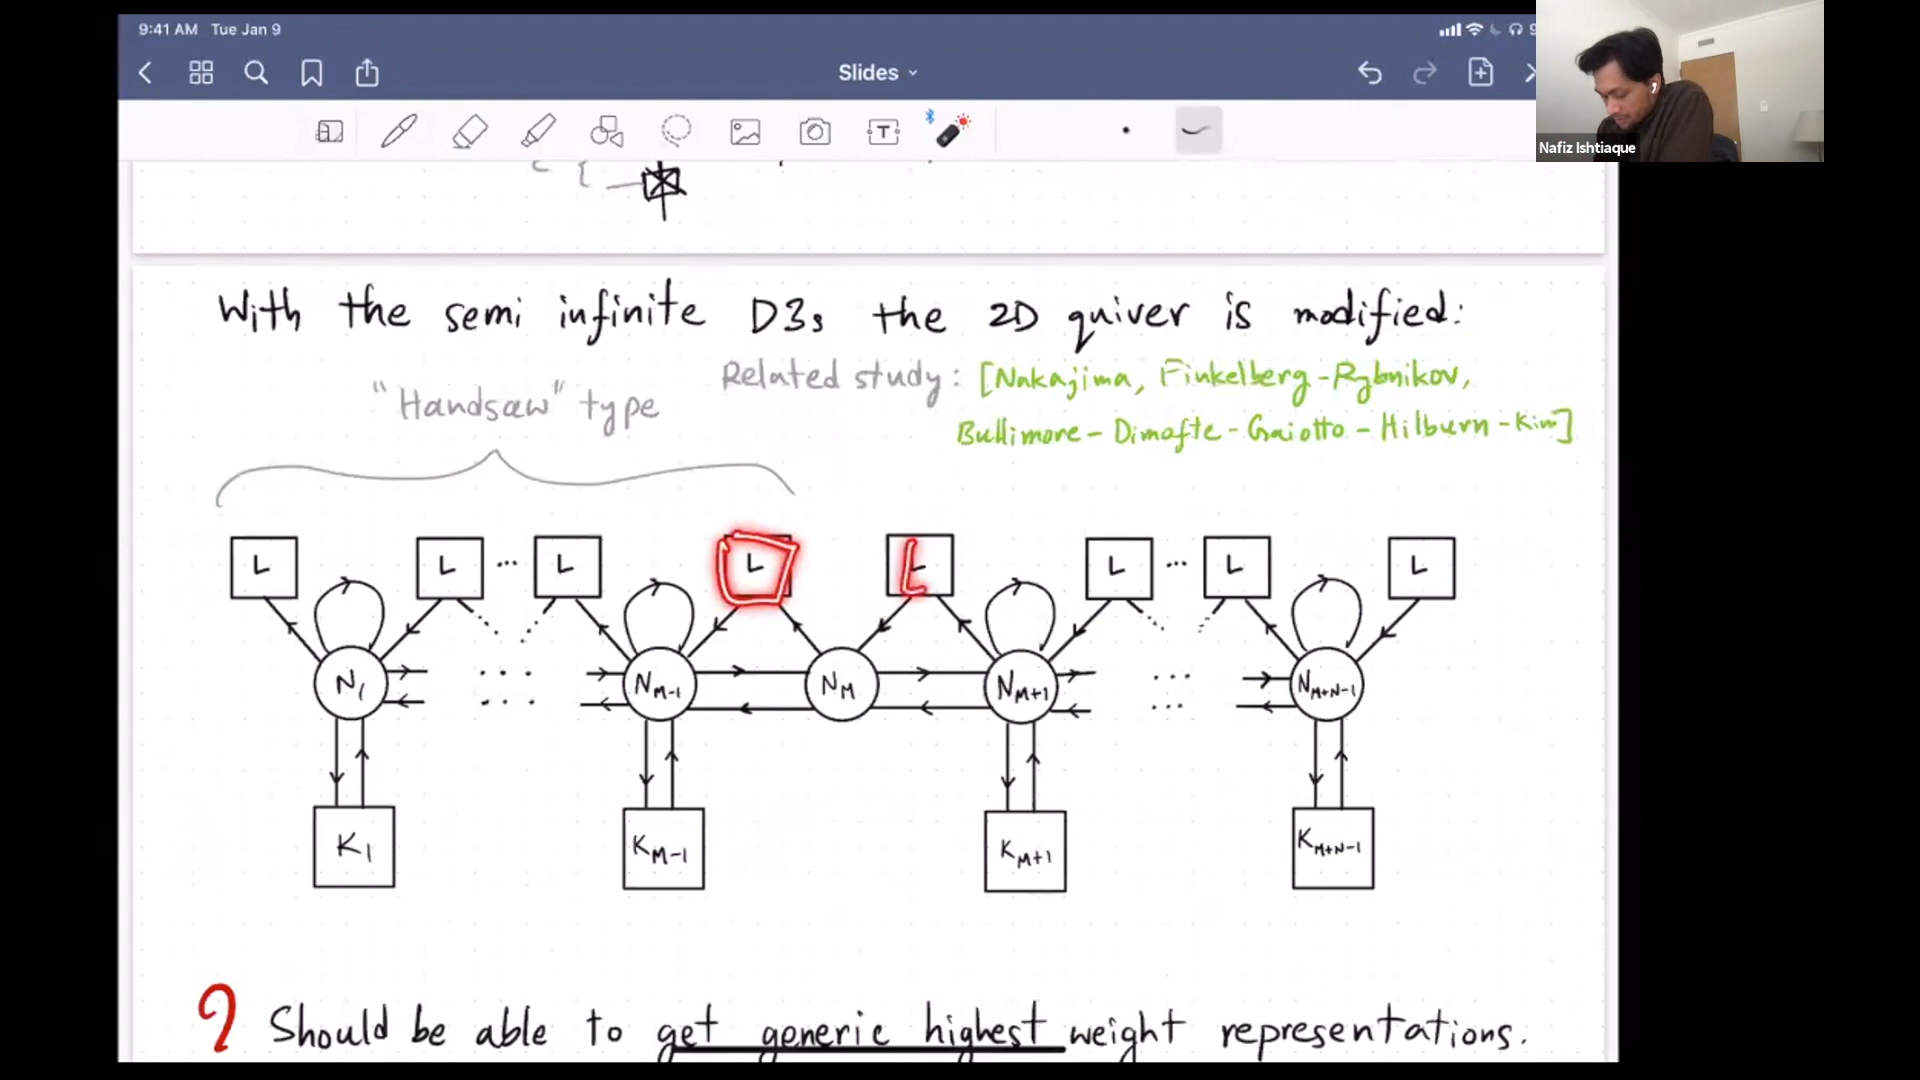 9:41 AM Tue Jan 9
Slides
T
Nafiz Ishtiaque
With the semi infinite D3s the 2D quiver is modified:
"Handsaw" type
Related study: [Nakajima, Finkelberg-Rybnikov,
Bullimore-Dimofte-Gaiotto-Hilburn-Kim]
L L ... L L L L ... L L
N1 NM-1 NM NM+1 NM+N-1
K1 KM-1 KM+1 KM+N-1
? Should be able to get generic highest weight representations.